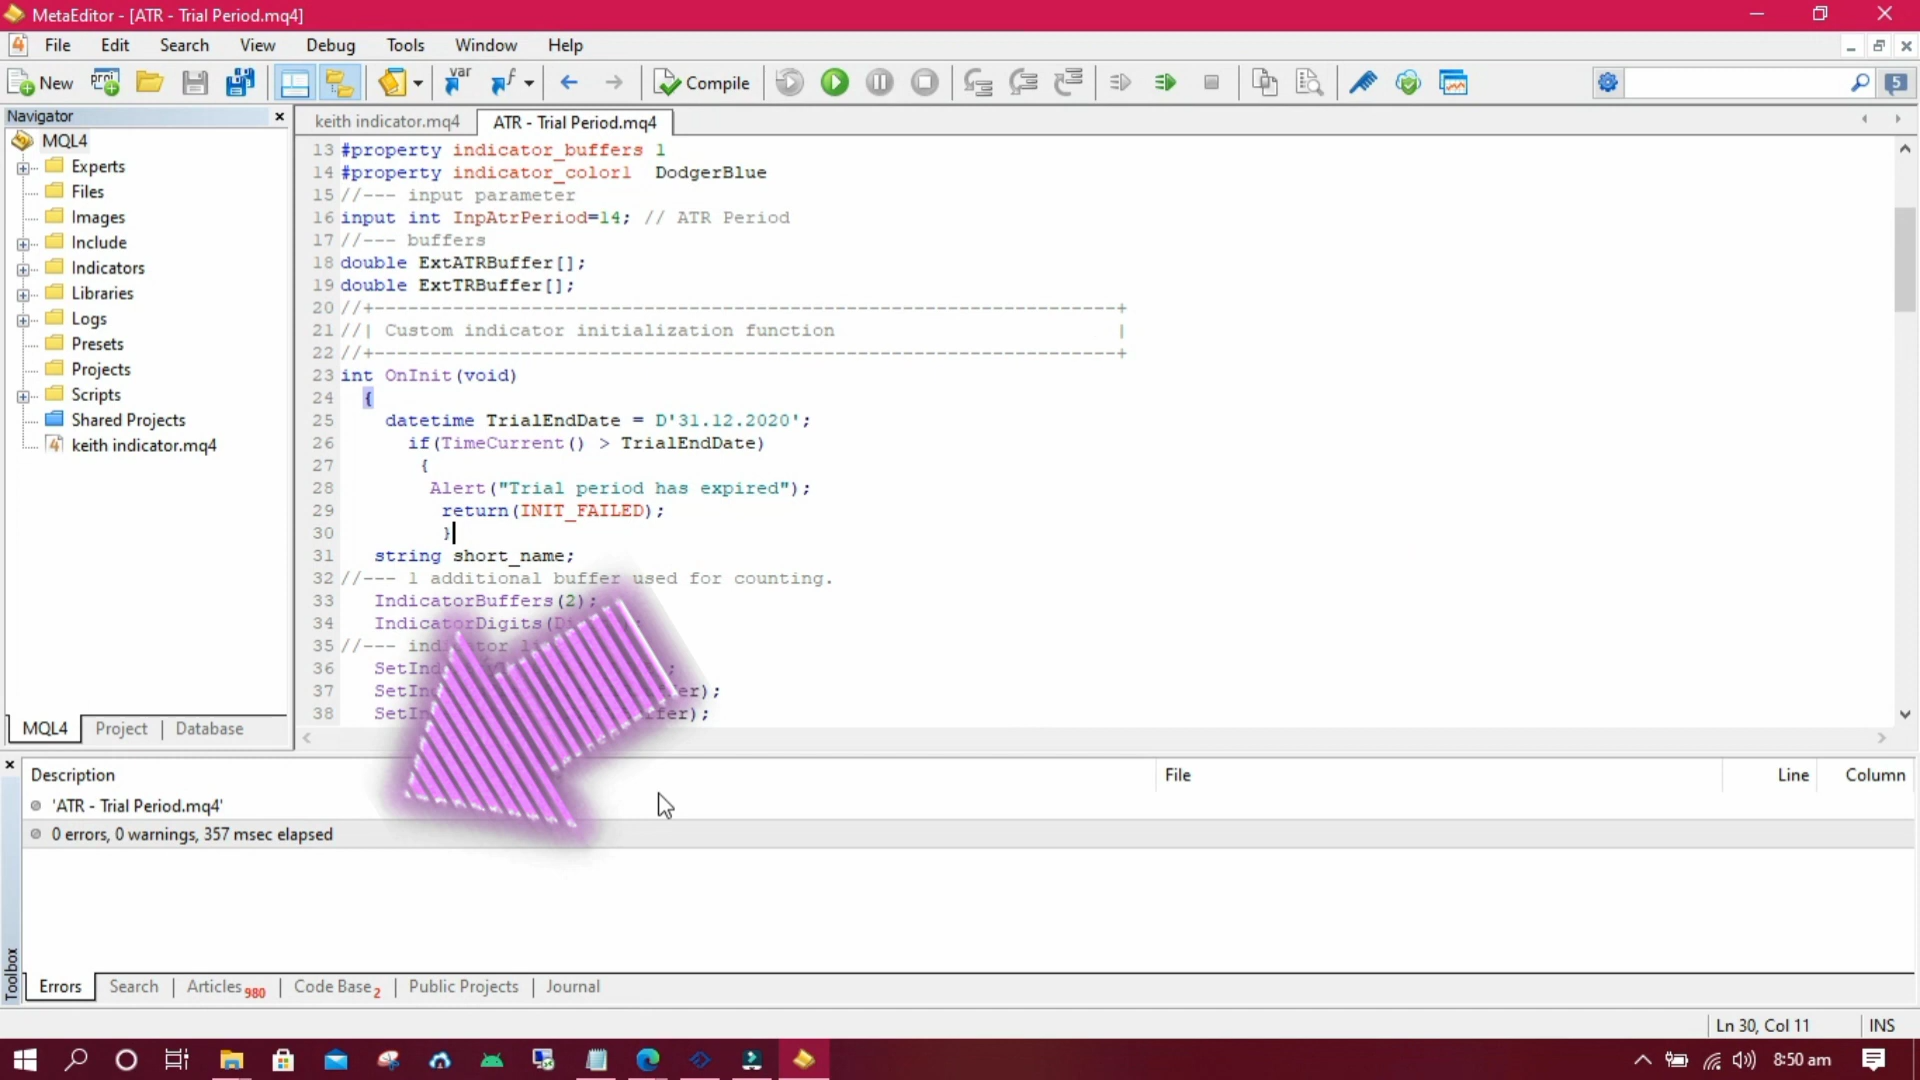 MetaEditor - [ATR - Trial Period.mq4]
File Edit Search View Debug Tools Window Help
New Compile
Navigator
MQL4
Experts
Files
Images
Include
Indicators
Libraries
Logs
Presets
Projects
Scripts
Shared Projects
keith indicator.mq4
MQL4 Project Database
keith indicator.mq4 ATR - Trial Period.mq4
13 #property indicator_buffers 1
14 #property indicator_color1 DodgerBlue
15 //--- input parameter
16 input int InpAtrPeriod=14; // ATR Period
17 //--- buffers
18 double ExtATRBuffer[];
19 double ExtTRBuffer[];
20 //+------------------------------------------------------------------+
21 //| Custom indicator initialization function |
22 //+------------------------------------------------------------------+
23 int OnInit(void)
24 {
25 datetime TrialEndDate = D'31.12.2020';
26 if(TimeCurrent() > TrialEndDate)
27 {
28 Alert("Trial period has expired");
29 return(INIT_FAILED);
30 }
31 string short_name;
32 //--- 1 additional buffer used for counting.
33 IndicatorBuffers(2);
34 IndicatorDigits(
35 //--- indicator
36
37
38
Description File Line Column
'ATR - Trial Period.mq4'
0 errors, 0 warnings, 357 msec elapsed
Toolbox
Errors Search Articles 980 Code Base 2 Public Projects Journal
Ln 30, Col 11 INS
8:50 am